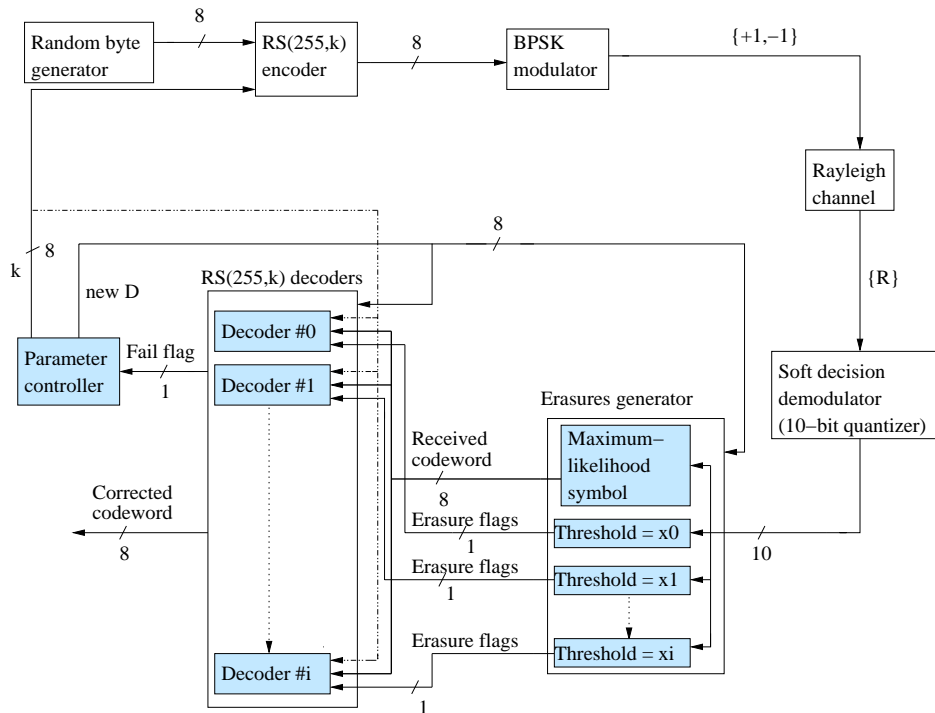 8
Random byte
generator
RS(255,k)
encoder
8
BPSK
modulator
{+1,−1}
Rayleigh
channel
8
k
new D
8
{R}
RS(255,k) decoders
Decoder #0
Parameter
controller
Fail flag
1
Decoder #1
Soft decision
demodulator
(10−bit quantizer)
Erasures generator
Maximum−
likelihood
symbol
Received
codeword
8
Corrected
codeword
8
Erasure flags
1
Threshold = x0
10
Erasure flags
1
Threshold = x1
Erasure flags
1
Threshold = xi
Decoder #i